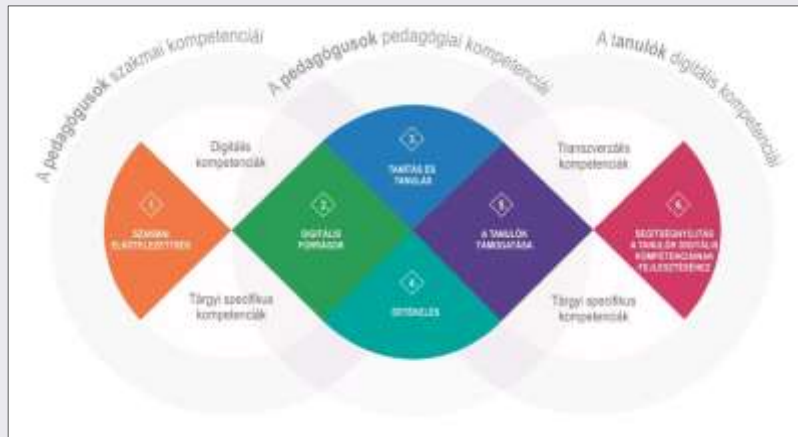 A pedagógusok szakmai kompetenciái
A pedagógusok pedagógiai kompetenciái
A tanulók digitális kompetenciái
Digitális
kompetenciák
Transzverzális
kompetenciák
1.
SZAKMAI
ELKÖTELEZETTSÉG
2.
DIGITÁLIS
FORRÁSOK
3.
TANÍTÁS ÉS
TANULÁS
4.
ÉRTÉKELÉS
5.
A TANULÓK
TÁMOGATÁSA
6.
SEGÍTSÉGNYÚJTÁS
A TANULÓK DIGITÁLIS
KOMPETENCIÁINAK
FEJLESZTÉSÉHEZ
Tárgyi specifikus
kompetenciák
Tárgyi specifikus
kompetenciák